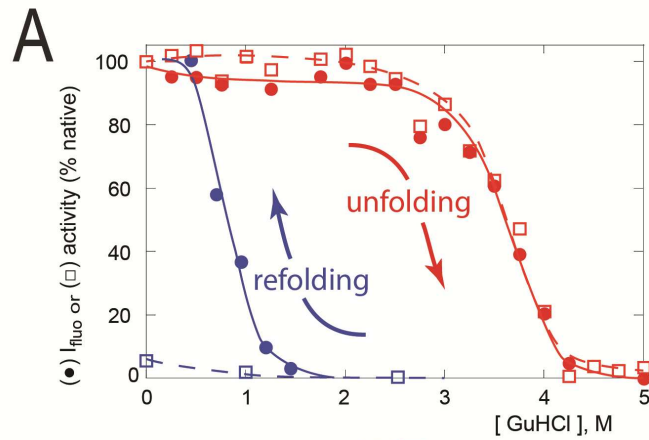 A
100
80
60
40
20
0
(●) Ifluo or (□) activity (% native)
unfolding
refolding
0
1
2
3
4
5
[ GuHCl ], M